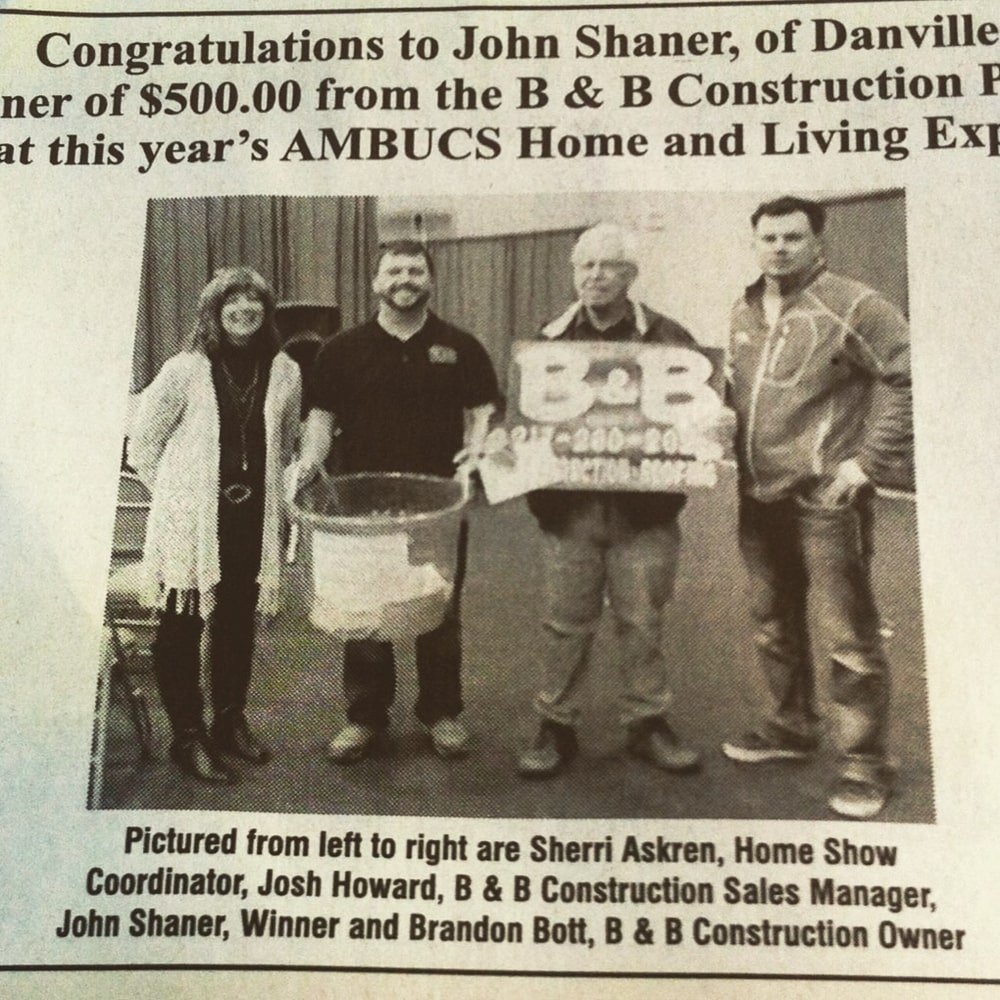 Congratulations to John Shaner, of Danville
ner of $500.00 from the B & B Construction
at this year's AMBUCS Home and Living Exp
B & B
Pictured from left to right are Sherri Askren, Home Show
Coordinator, Josh Howard, B & B Construction Sales Manager,
John Shaner, Winner and Brandon Bott, B & B Construction Owner